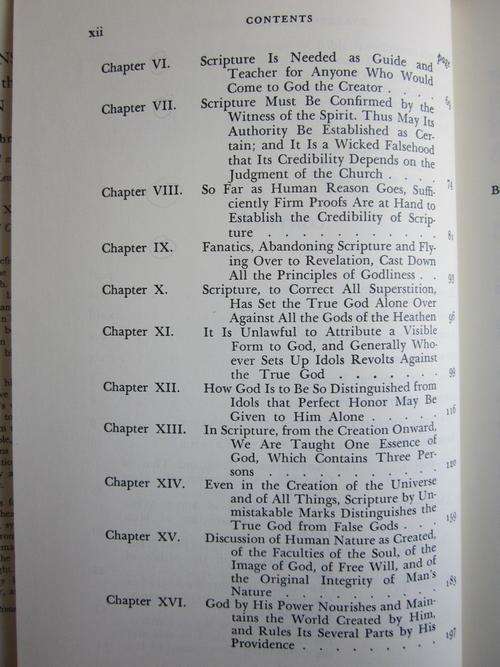 CONTENTS
xii
page
Chapter VI. Scripture Is Needed as Guide and
Teacher for Anyone Who Would
Come to God the Creator . . . . 69
Chapter VII. Scripture Must Be Confirmed by the
Witness of the Spirit. Thus May Its
Authority Be Established as Cer-
tain; and It Is a Wicked Falsehood
that Its Credibility Depends on the
Judgment of the Church . . . . 74
Chapter VIII. So Far as Human Reason Goes, Suffi-
ciently Firm Proofs Are at Hand to
Establish the Credibility of Scrip-
ture . . . . . . . . . . 81
Chapter IX. Fanatics, Abandoning Scripture and Fly-
ing Over to Revelation, Cast Down
All the Principles of Godliness . . 93
Chapter X. Scripture, to Correct All Superstition,
Has Set the True God Alone Over
Against All the Gods of the Heathen 96
Chapter XI. It Is Unlawful to Attribute a Visible
Form to God, and Generally Who-
ever Sets Up Idols Revolts Against
the True God . . . . . . . 99
Chapter XII. How God Is to Be So Distinguished from
Idols that Perfect Honor May Be
Given to Him Alone . . . . . 116
Chapter XIII. In Scripture, from the Creation Onward,
We Are Taught One Essence of
God, Which Contains Three Per-
sons . . . . . . . . . . 120
Chapter XIV. Even in the Creation of the Universe
and of All Things, Scripture by Un-
mistakable Marks Distinguishes the
True God from False Gods . . . 159
Chapter XV. Discussion of Human Nature as Created,
of the Faculties of the Soul, of the
Image of God, of Free Will, and of
the Original Integrity of Man's
Nature . . . . . . . . . 183
Chapter XVI. God by His Power Nourishes and Main-
tains the World Created by Him,
and Rules Its Several Parts by His
Providence . . . . . . . . 197